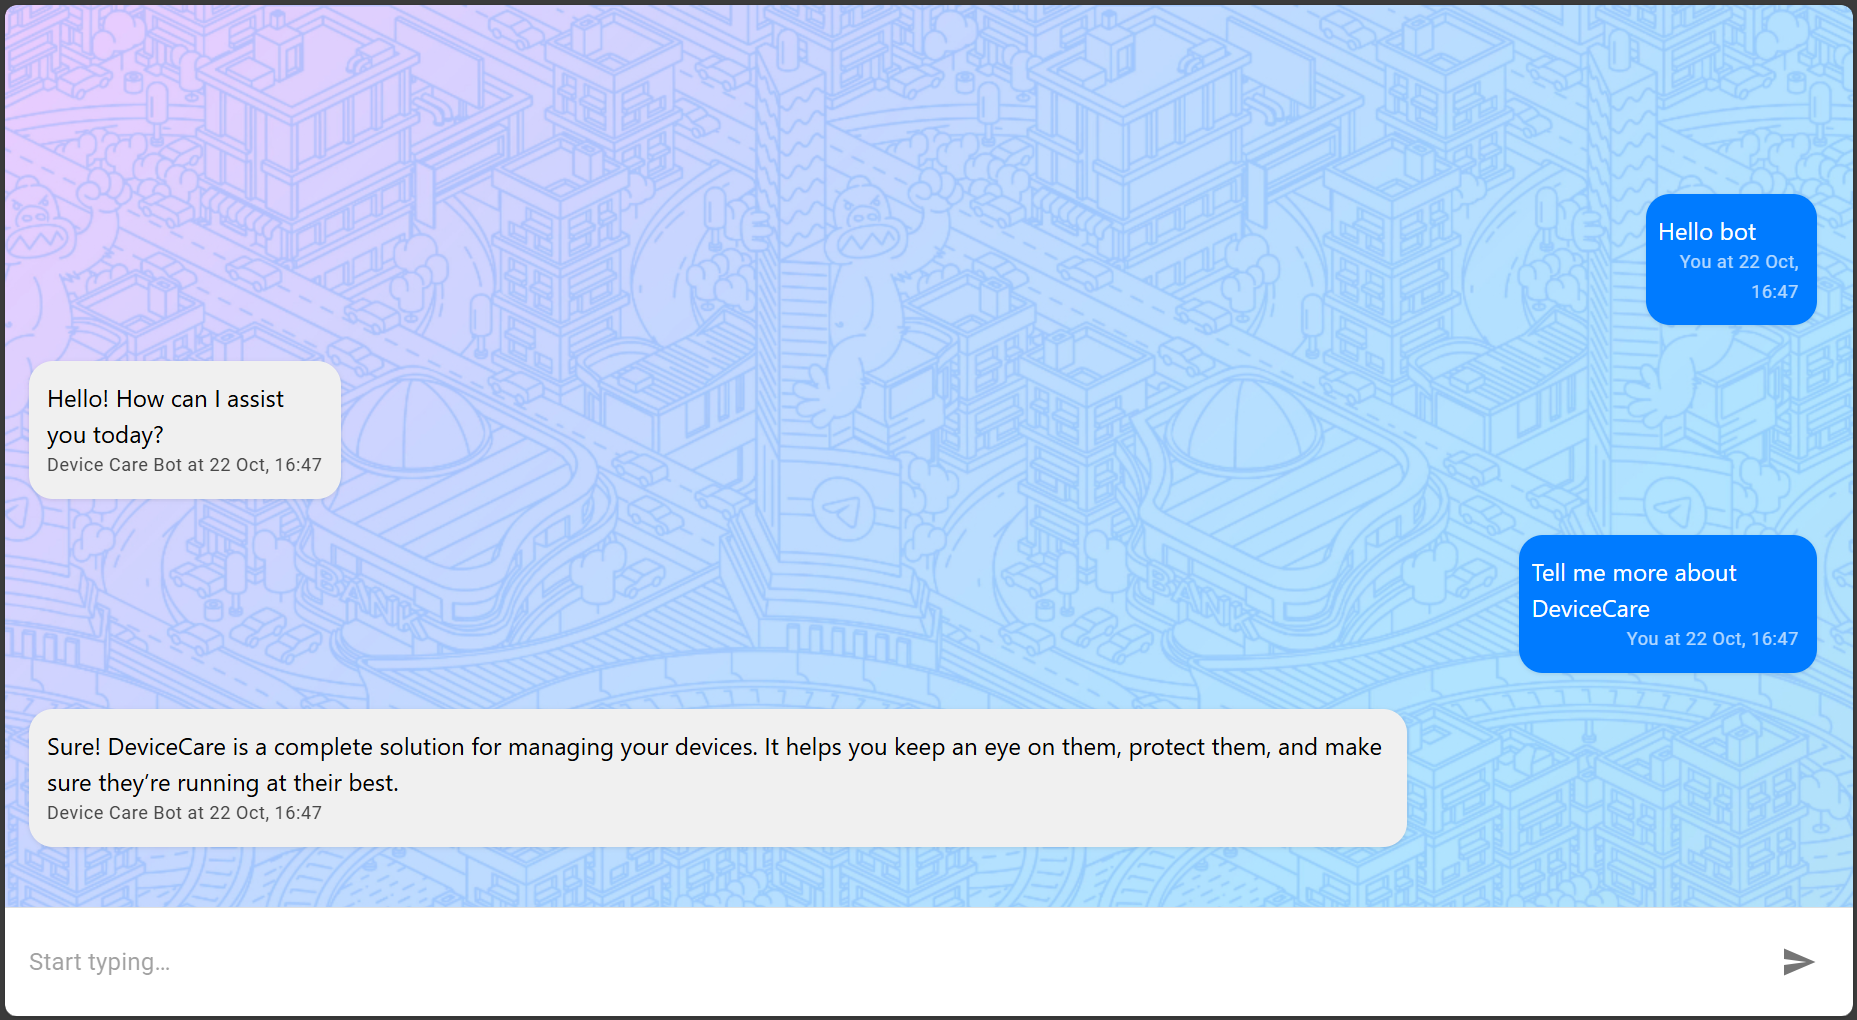 Hello bot
You at 22 Oct,
16:47
Hello! How can I assist
you today?
Device Care Bot at 22 Oct, 16:47
BANK
BANK
Tell me more about
DeviceCare
You at 22 Oct, 16:47
Sure! DeviceCare is a complete solution for managing your devices. It helps you keep an eye on them, protect them, and make
sure they’re running at their best.
Device Care Bot at 22 Oct, 16:47
Start typing…